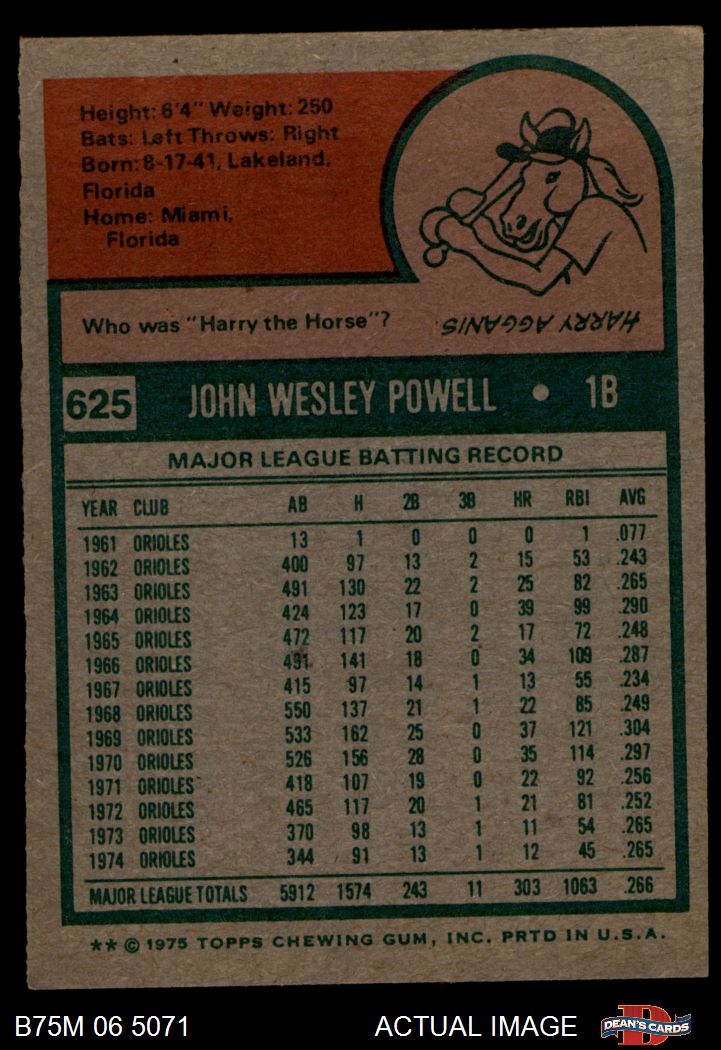 Height: 6'4" Weight: 250
Bats: Left Throws: Right
Born: 8-17-41, Lakeland,
Florida
Home: Miami,
Florida
Who was "Harry the Horse"?
HARRY AGGANIS.
625 JOHN WESLEY POWELL • 1B
MAJOR LEAGUE BATTING RECORD
YEAR CLUB AB H 2B 3B HR RBI AVG
1961 ORIOLES 13 1 0 0 0 1 .077
1962 ORIOLES 400 97 13 2 15 53 .243
1963 ORIOLES 491 130 22 2 25 82 .265
1964 ORIOLES 424 123 17 0 39 99 .290
1965 ORIOLES 472 117 20 2 17 72 .248
1966 ORIOLES 491 141 18 0 34 109 .287
1967 ORIOLES 415 97 14 1 13 55 .234
1968 ORIOLES 550 137 21 1 22 85 .249
1969 ORIOLES 533 162 25 0 37 121 .304
1970 ORIOLES 526 156 28 0 35 114 .297
1971 ORIOLES 418 107 19 0 22 92 .256
1972 ORIOLES 465 117 20 1 21 81 .252
1973 ORIOLES 370 98 13 1 11 54 .265
1974 ORIOLES 344 91 13 1 12 45 .265
MAJOR LEAGUE TOTALS 5912 1574 243 11 303 1063 .266
** © 1975 TOPPS CHEWING GUM, INC. PRTD IN U.S.A.
B75M 06 5071 ACTUAL IMAGE DEAN'S CARDS